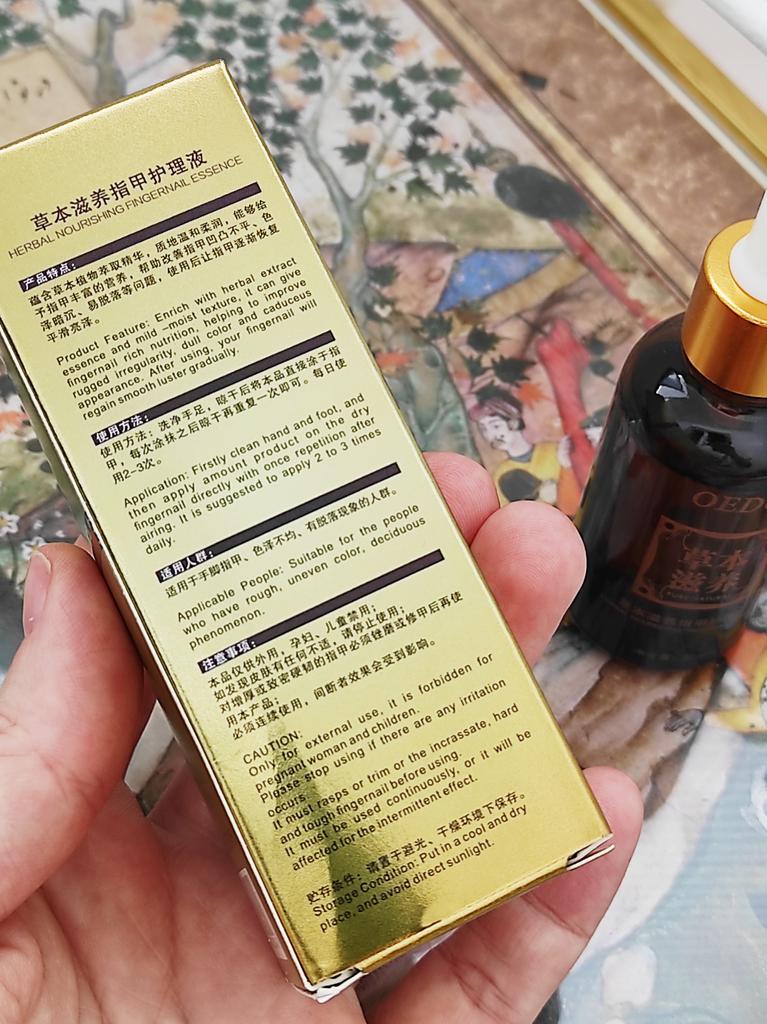 草本滋养指甲护理液
HERBAL NOURISHING FINGERNAIL ESSENCE
产品特点:
蕴含草本植物萃取精华，质地温和柔润，能够给
予指甲丰富的营养，帮助改善指甲凹凸不平、色
泽暗沉、易脱落等问题，使用后让指甲逐渐恢复
平滑亮泽。
Product Feature: Enrich with herbal extract
essence and mild –moist texture, it can give
fingernail rich nutrition, helping to improve
rugged irregularity, dull color and caduceus
appearance. After using, your fingernail will
regain smooth luster gradually.
使用方法:
使用方法：洗净手足，晾干后将本品直接涂于指
甲，每次涂抹之后晾干再重复一次即可。每日使
用2-3次。
Application: Firstly clean hand and foot, and
then apply amount product on the dry
fingernail directly with once repetition after
airing. It is suggested to apply 2 to 3 times
daily.
适用人群:
适用于手脚指甲、色泽不均、有脱落现象的人群。
Applicable People: Suitable for the people
who have rough, uneven color, deciduous
phenomenon.
注意事项:
本品仅供外用，孕妇、儿童禁用；
如发现皮肤有任何不适，请停止使用；
对增厚或致密硬韧的指甲必须锉磨或修甲后再使
用本产品；
必须连续使用，间断者效果会受到影响。
CAUTION:
Only for external use, it is forbidden for
pregnant woman and children.
Please stop using if there are any irritation
occurs.
It must rasps or trim or the incrassate, hard
and tough fingernail before using.
It must be used continuously, or it will be
affected for the intermittent effect.
贮存条件：请置于避光、干燥环境下保存。
Storage Condition: Put in a cool and dry
place, and avoid direct sunlight.
OED
草本
滋养